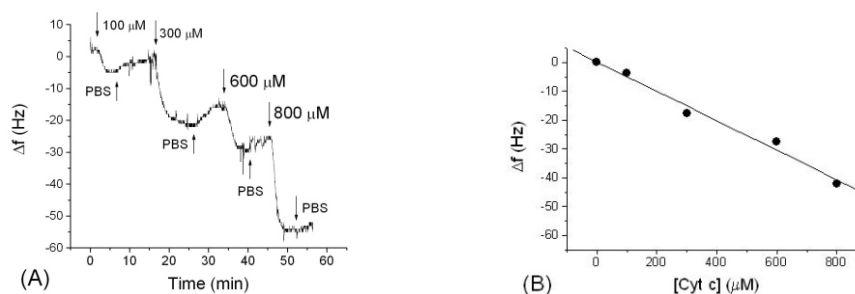 100 μM
300 μM
600 μM
800 μM
PBS
PBS
PBS
PBS
10
0
-10
-20
-30
-40
-50
-60
Δf (Hz)
0 10 20 30 40 50 60
Time (min)
(A)
0
-10
-20
-30
-40
-50
-60
Δf (Hz)
0 200 400 600 800
[Cyt c] (μM)
(B)